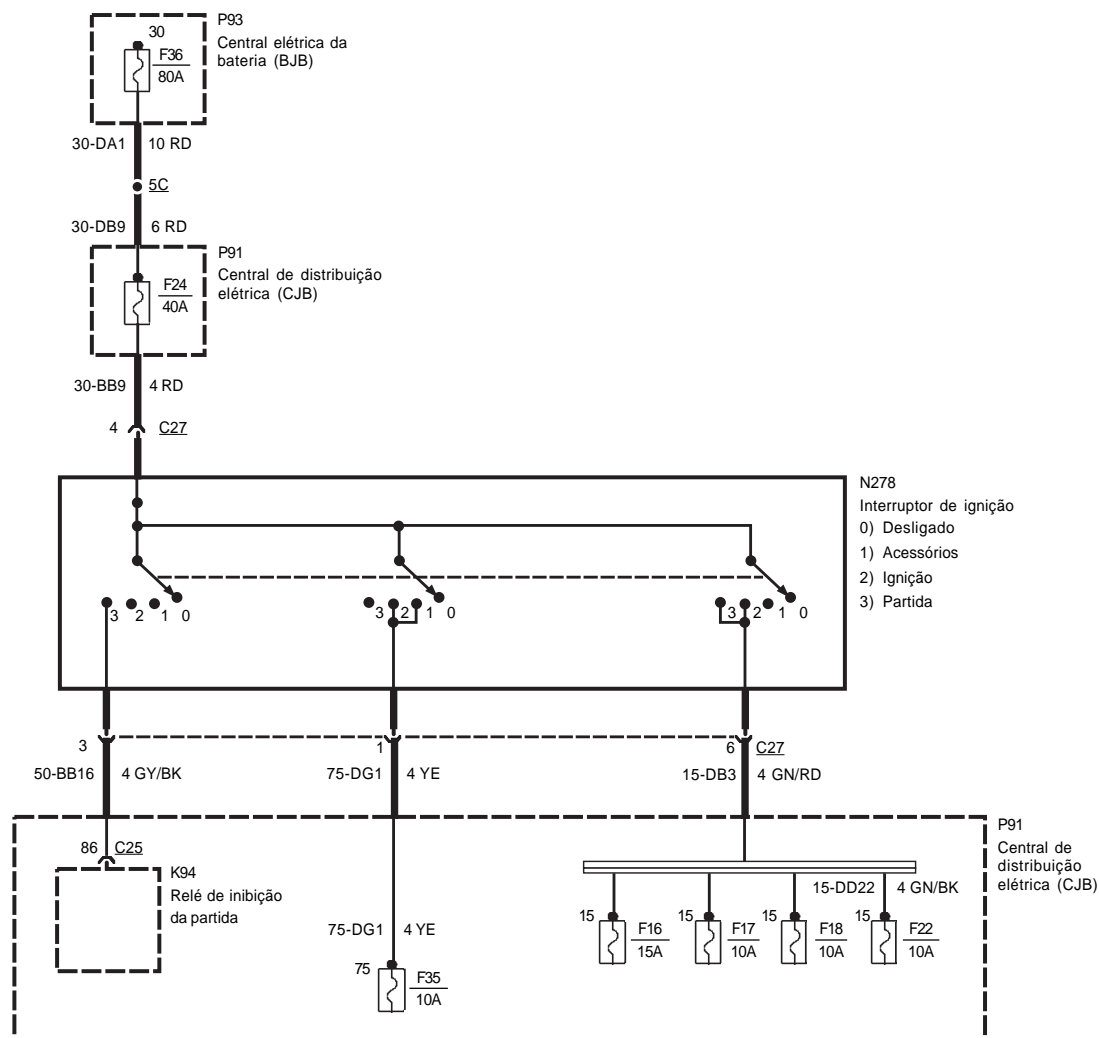 P93
Central elétrica da
bateria (BJB)
30
F36
80A
30-DA1 10 RD
5C
30-DB9 6 RD
P91
Central de distribuição
elétrica (CJB)
F24
40A
30-BB9 4 RD
4 C27
N278
Interruptor de ignição
0) Desligado
1) Acessórios
2) Ignição
3) Partida
3 2 1 0
3 2 1 0
3 2 1 0
3 1 6 C27
50-BB16 4 GY/BK 75-DG1 4 YE 15-DB3 4 GN/RD
P91
Central de
distribuição
elétrica (CJB)
86 C25
K94
Relé de inibição
da partida
75-DG1 4 YE
75
F35
10A
15-DD22 4 GN/BK
15 F16 15 F17 15 F18 15 F22
15A 10A 10A 10A